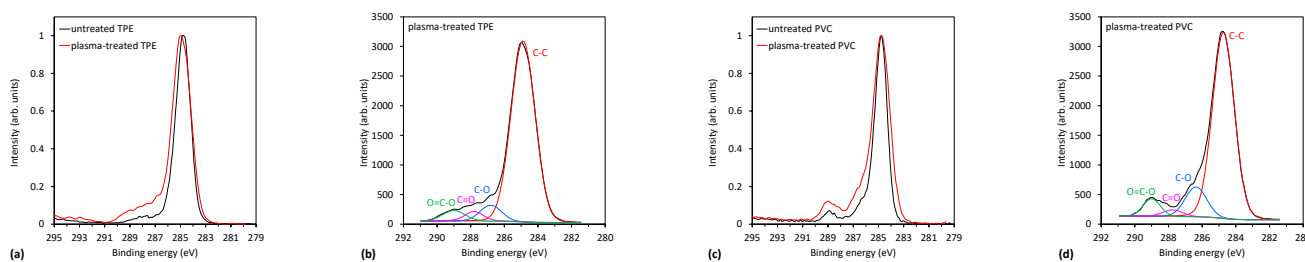 untreated TPE
plasma-treated TPE
Intensity (arb. units)
1
0.8
0.6
0.4
0.2
0
295 293 291 289 287 285 283 281 279
Binding energy (eV)
(a)
plasma-treated TPE
Intensity (arb. units)
3500
3000
2500
2000
1500
1000
500
0
C-C
O=C-O
C=O
C-O
292 290 288 286 284 282 280
Binding energy (eV)
(b)
untreated PVC
plasma-treated PVC
Intensity (arb. units)
1
0.8
0.6
0.4
0.2
0
295 293 291 289 287 285 283 281 279
Binding energy (eV)
(c)
plasma-treated PVC
Intensity (arb. units)
3500
3000
2500
2000
1500
1000
500
0
C-C
C-O
O=C-O
C=O
292 290 288 286 284 282
Binding energy (eV)
(d)